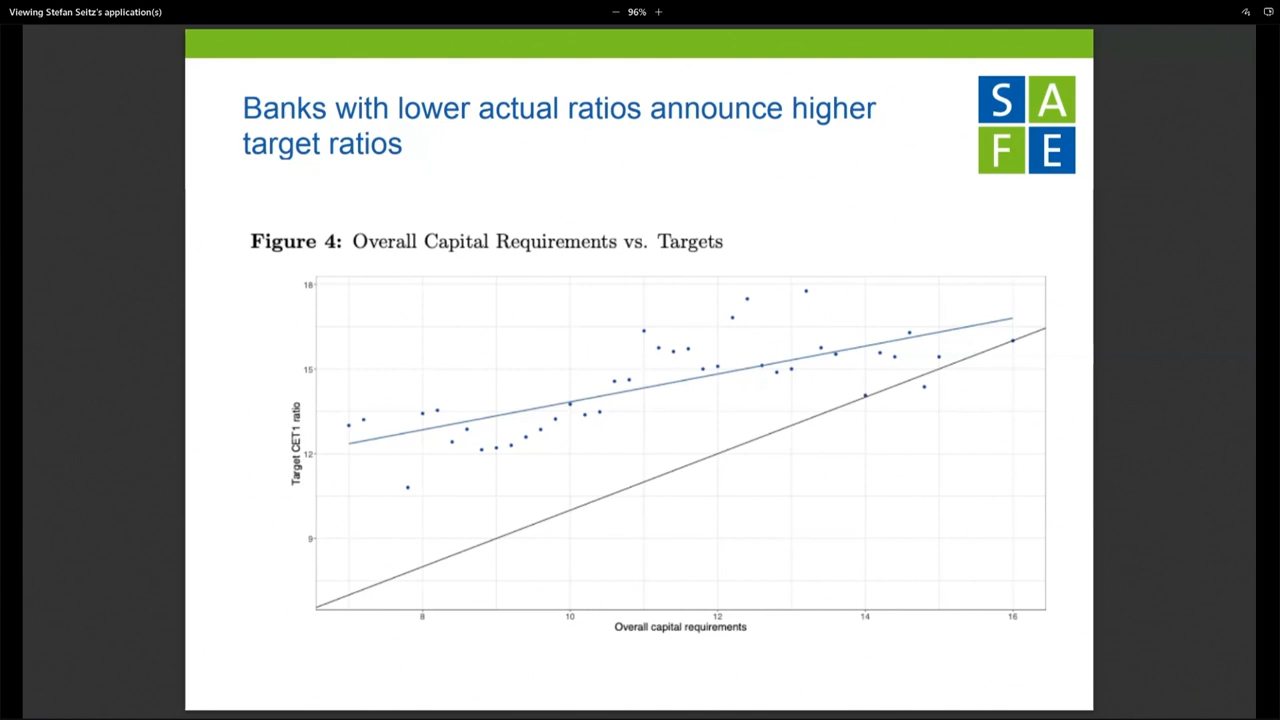 Viewing Stefan Seitz's application(s)
− 96% +
Banks with lower actual ratios announce higher
target ratios
S A
F E
Figure 4: Overall Capital Requirements vs. Targets
18
15
12
9
Target CET1 ratio
8 10 12 14 16
Overall capital requirements